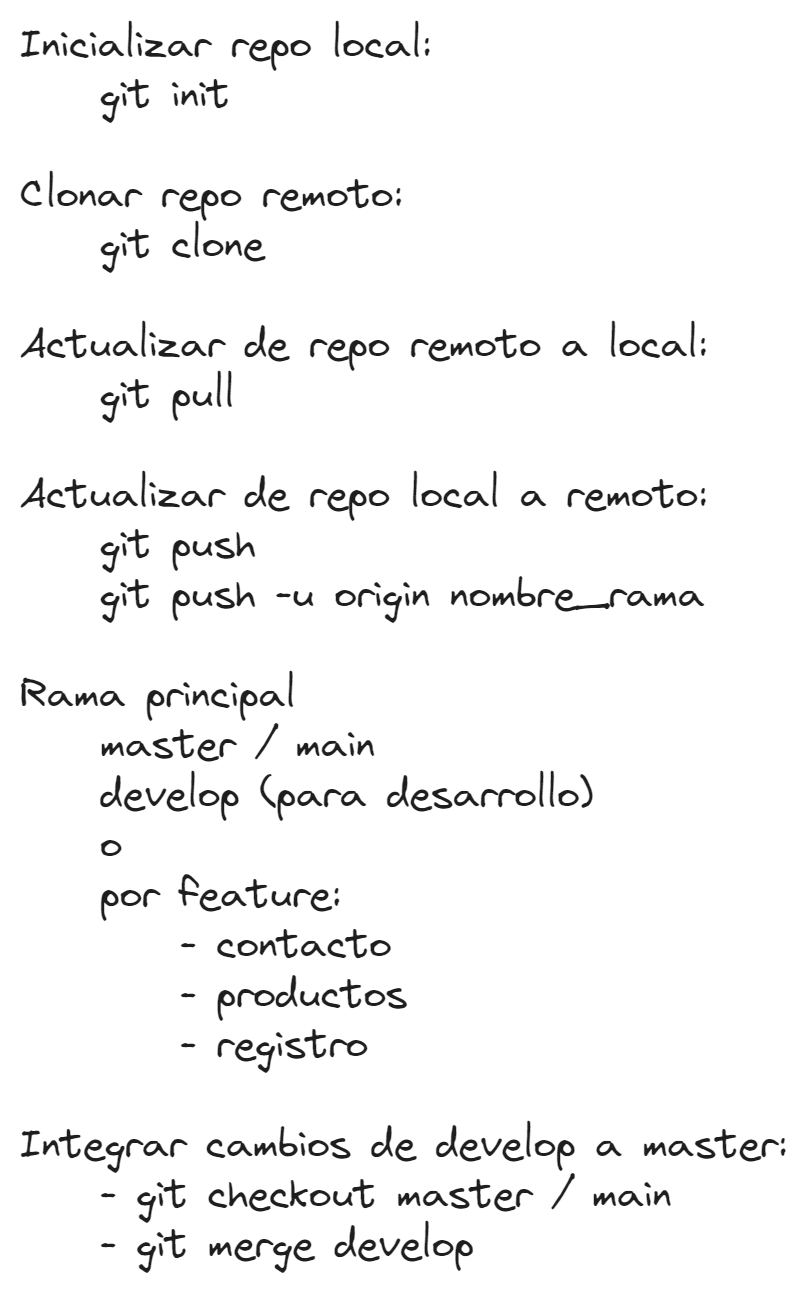 Inicializar repo local:
git init
Clonar repo remoto:
git clone
Actualizar de repo remoto a local:
git pull
Actualizar de repo local a remoto:
git push
git push -u origin nombre_rama
Rama principal
master / main
develop (para desarrollo)
o
por feature:
- contacto
- productos
- registro
Integrar cambios de develop a master:
- git checkout master / main
- git merge develop